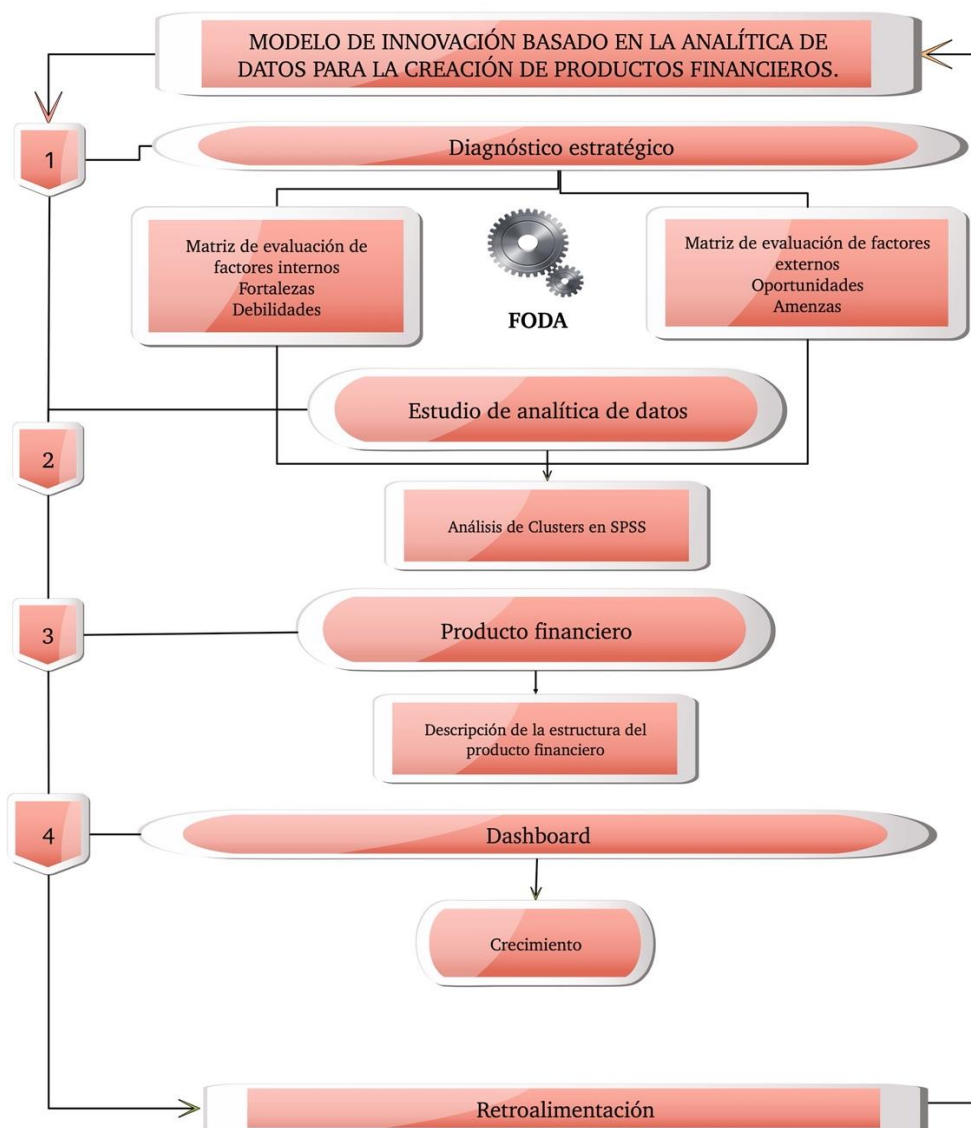 MODELO DE INNOVACIÓN BASADO EN LA ANALÍTICA DE
DATOS PARA LA CREACIÓN DE PRODUCTOS FINANCIEROS.
1
Diagnóstico estratégico
Matriz de evaluación de
factores internos
Fortalezas
Debilidades
FODA
Matriz de evaluación de factores
externos
Oportunidades
Amenzas
Estudio de analítica de datos
2
Análisis de Clusters en SPSS
3
Producto financiero
Descripción de la estructura del
producto financiero
4
Dashboard
Crecimiento
Retroalimentación